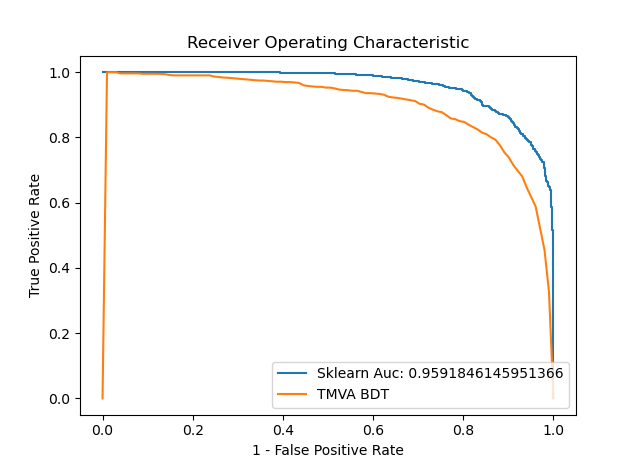 Receiver Operating Characteristic
True Positive Rate
1.0
0.8
0.6
0.4
0.2
0.0
Sklearn Auc: 0.9591846145951366
TMVA BDT
0.0 0.2 0.4 0.6 0.8 1.0
1 - False Positive Rate